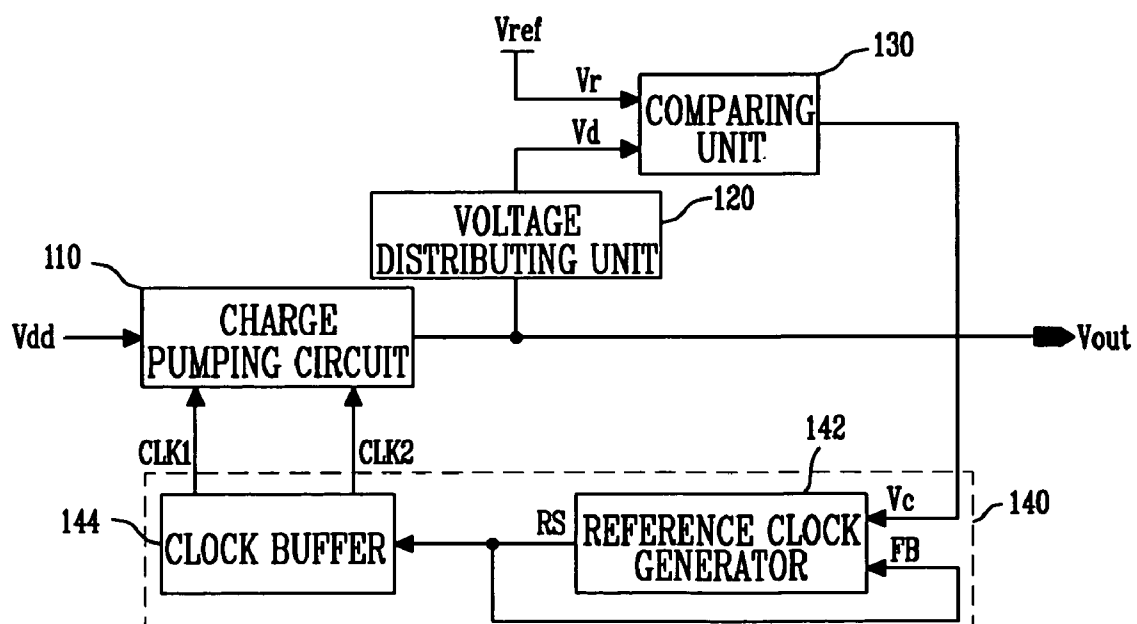 Vref
130
Vr
COMPARING
UNIT
Vd
120
VOLTAGE
DISTRIBUTING UNIT
110
CHARGE
PUMPING CIRCUIT
Vdd
Vout
CLK1
CLK2
142
144
CLOCK BUFFER
RS
REFERENCE CLOCK
GENERATOR
Vc
FB
140